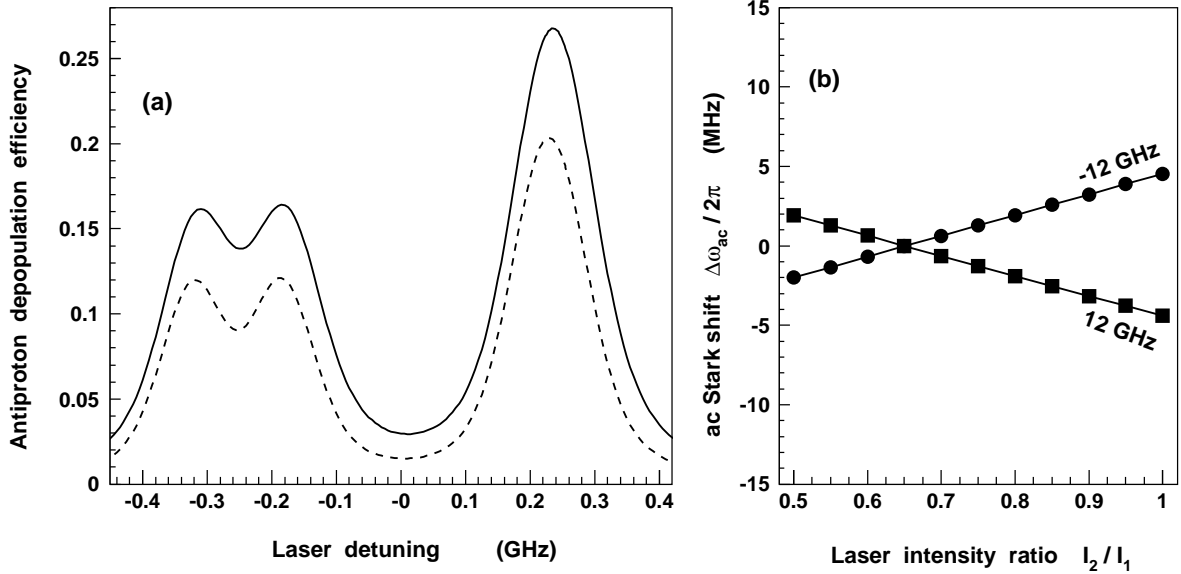 Antiproton depopulation efficiency
(a)
0.25
0.2
0.15
0.1
0.05
0
-0.4 -0.3 -0.2 -0.1 -0 0.1 0.2 0.3 0.4
Laser detuning (GHz)
ac Stark shift Δω_ac / 2π (MHz)
(b)
15
10
5
0
-5
-10
-15
-12 GHz
12 GHz
0.5 0.6 0.7 0.8 0.9 1
Laser intensity ratio I_2 / I_1